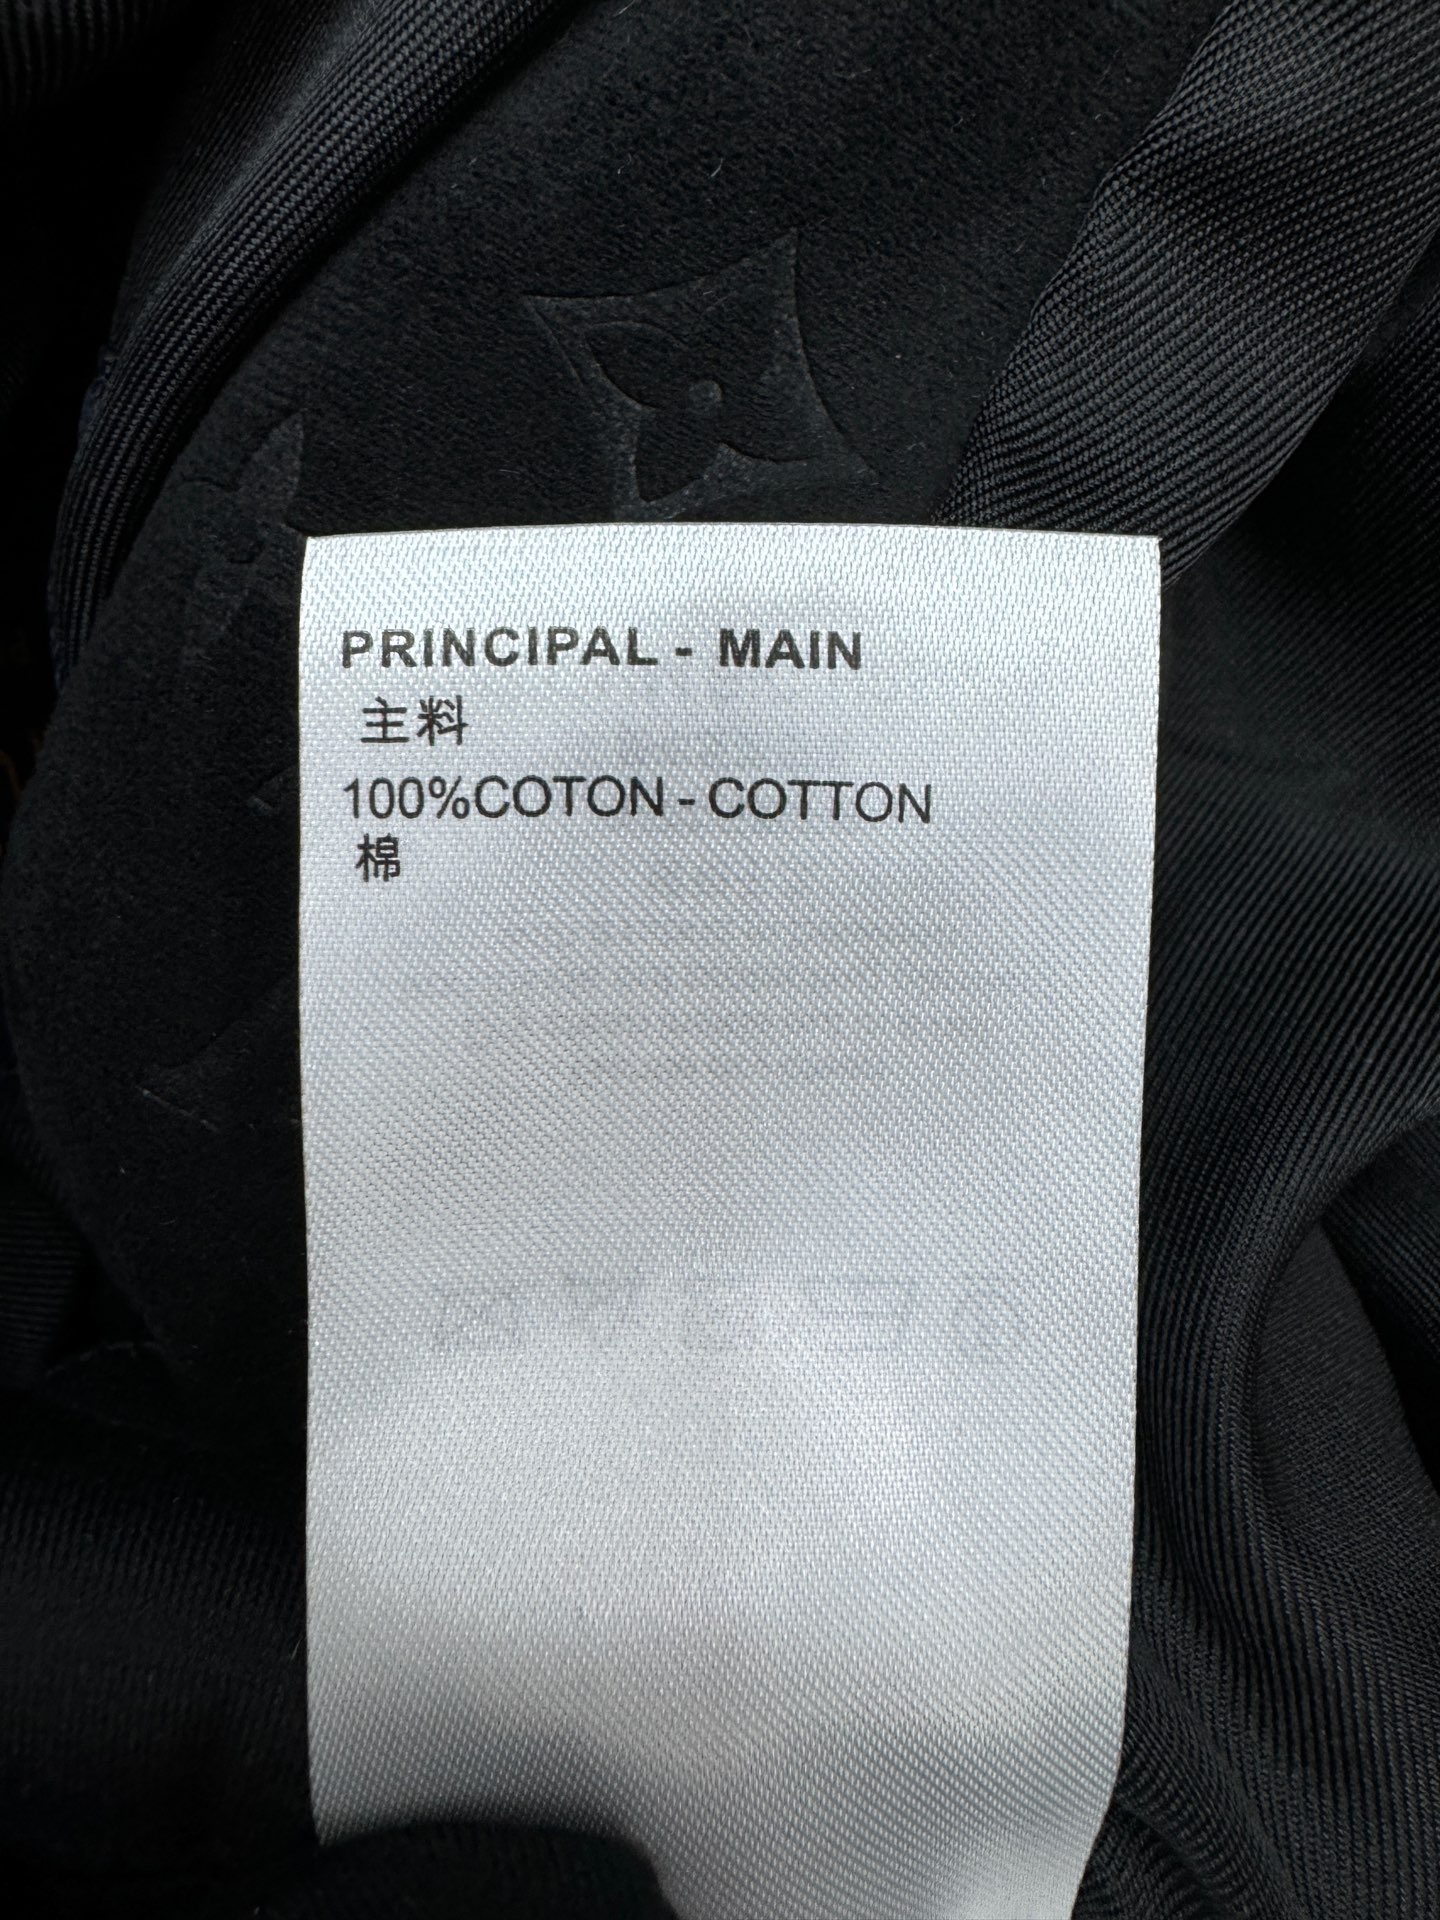 PRINCIPAL - MAIN
主料
100%COTON - COTTON
棉